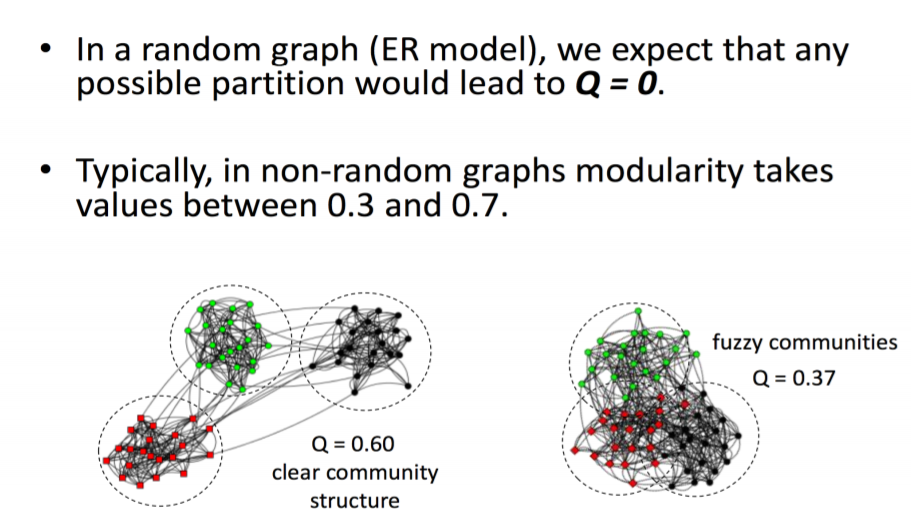 • In a random graph (ER model), we expect that any
possible partition would lead to Q = 0.
• Typically, in non-random graphs modularity takes
values between 0.3 and 0.7.
Q = 0.60
clear community
structure
fuzzy communities
Q = 0.37